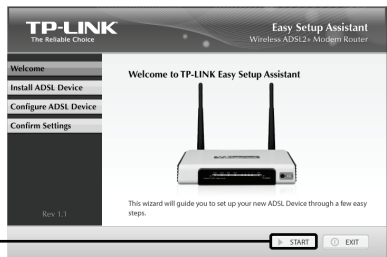 TP-LINK
The Reliable Choice
Easy Setup Assistant
Wireless ADSL2+ Modem Router
Welcome
Install ADSL Device
Configure ADSL Device
Confirm Settings
Rev 1.1
Welcome to TP-LINK Easy Setup Assistant
This wizard will guide you to set up your new ADSL Device through a few easy
steps.
START
EXIT